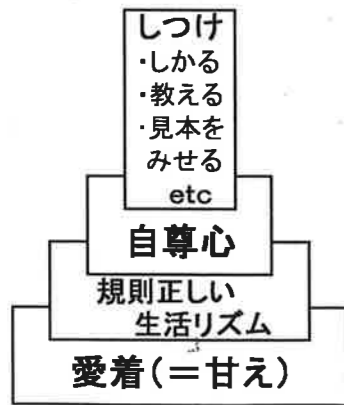 しつけ
・しかる
・教える
・見本を
みせる
etc
自尊心
規則正しい
生活リズム
愛着(=甘え)